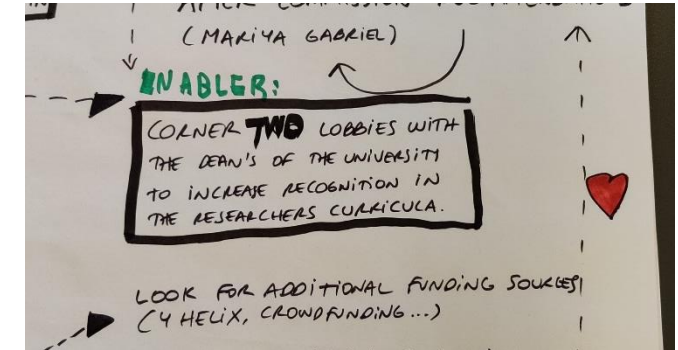 (MARIYA GABRIEL)
ENABLER:
CORNER TWO LOBBIES WITH
THE DEAN'S OF THE UNIVERSITY
TO INCREASE RECOGNITION IN
THE RESEARCHERS CURRICULA.
LOOK FOR ADDITIONAL FUNDING SOURCES
(4 HELIX, CROWDFUNDING...)